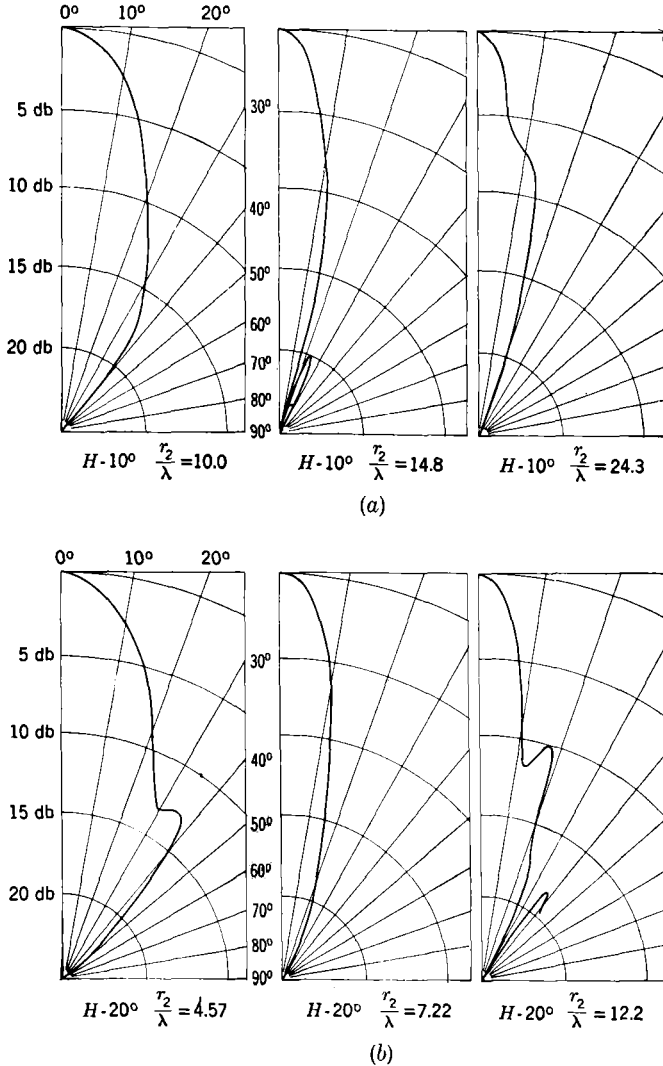 0° 10° 20°
5 db
10 db
15 db
20 db
30°
40°
50°
60°
70°
80°
90°
H-10° r₂/λ =10.0
H-10° r₂/λ =14.8
H-10° r₂/λ =24.3
(a)
0° 10° 20°
5 db
10 db
15 db
20 db
30°
40°
50°
60°
70°
80°
90°
H-20° r₂/λ =4.57
H-20° r₂/λ =7.22
H-20° r₂/λ =12.2
(b)